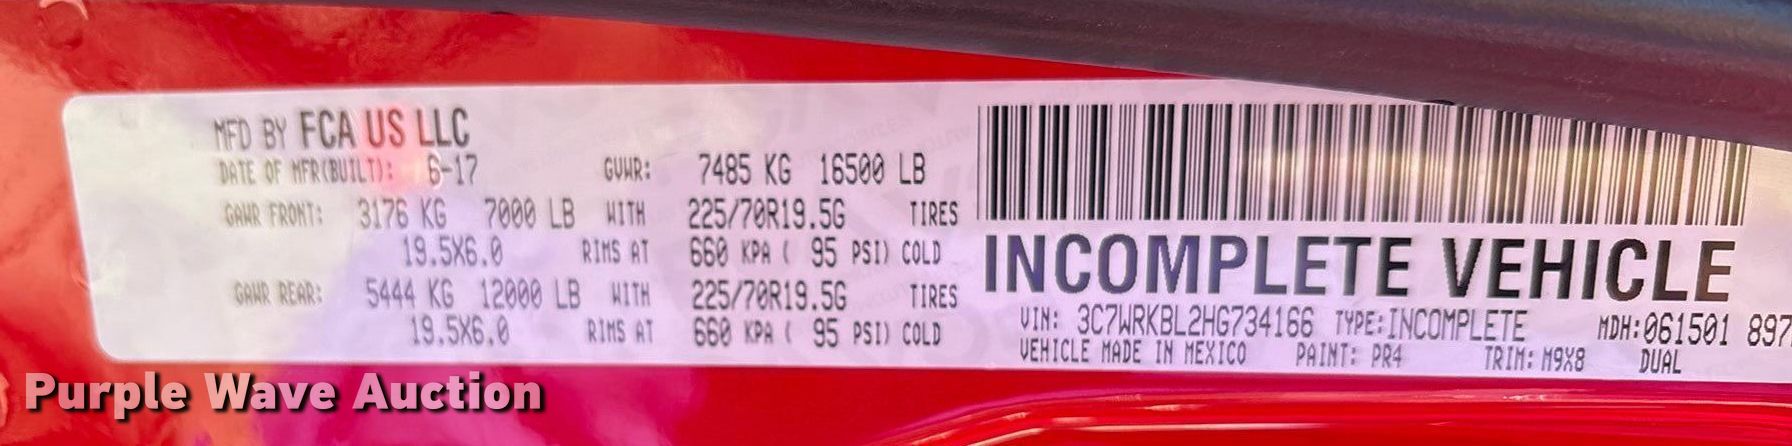 MFD BY FCA US LLC
DATE OF MFR(BUILT): 6-17 GVWR: 7485 KG 16500 LB
GAWR FRONT: 3176 KG 7000 LB WITH 225/70R19.5G TIRES
19.5X6.0 RIMS AT 660 KPA ( 95 PSI) COLD
GAWR REAR: 5444 KG 12000 LB WITH 225/70R19.5G TIRES
19.5X6.0 RIMS AT 660 KPA ( 95 PSI) COLD
INCOMPLETE VEHICLE
VIN: 3C7WRKBL2HG734166 TYPE:INCOMPLETE MDH:061501 897
VEHICLE MADE IN MEXICO PAINT: PR4 TRIM: M9X8 DUAL
Purple Wave Auction